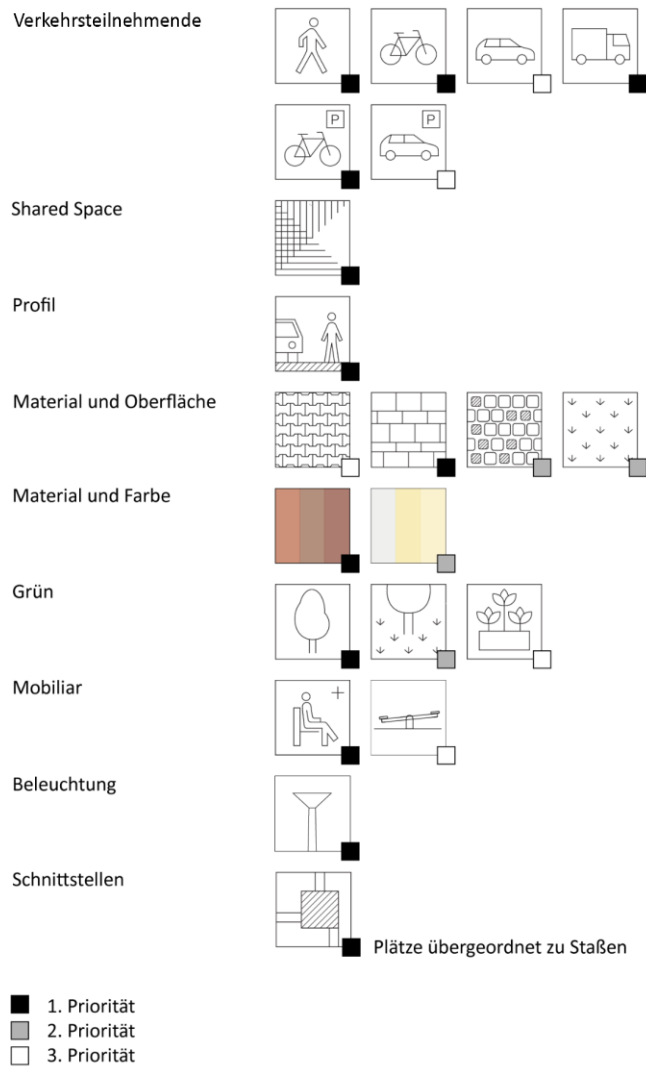 Verkehrsteilnehmende
P
P
Shared Space
Profil
Material und Oberfläche
Material und Farbe
Grün
Mobiliar
Beleuchtung
Schnittstellen
Plätze übergeordnet zu Staßen
1. Priorität
2. Priorität
3. Priorität